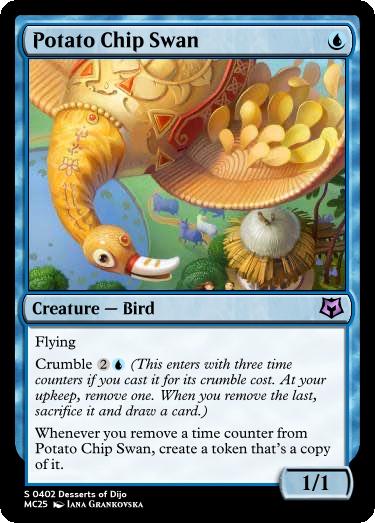 Potato Chip Swan
Creature — Bird
Flying
Crumble 2 (This enters with three time
counters if you cast it for its crumble cost. At your
upkeep, remove one. When you remove the last,
sacrifice it and draw a card.)
Whenever you remove a time counter from
Potato Chip Swan, create a token that's a copy
of it.
1/1
S 0402 Desserts of Dijo
MC25 Iana Grankovska